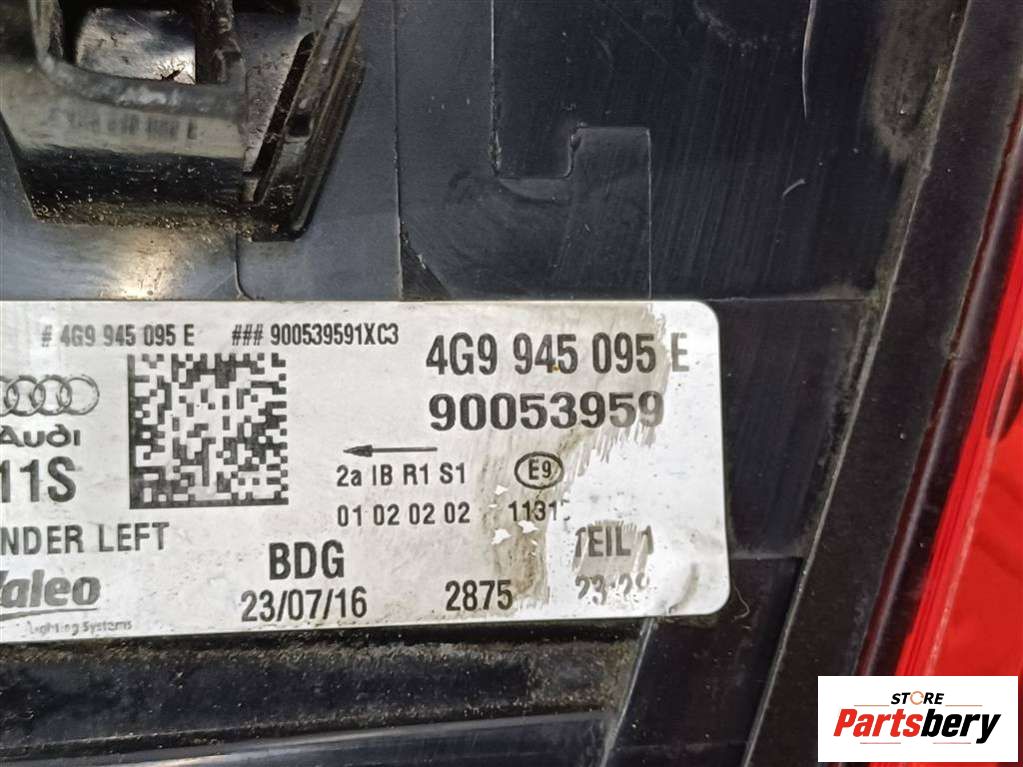 # 4G9 945 095 E ### 900539591XC3
4G9 945 095 E
90053959
Audi
11S
2a IB R1 S1 E9
01 02 02 02
NDER LEFT
BDG
TEIL 1
Valeo
23/07/16 2875
Lighting Systems
STORE
Partsbery